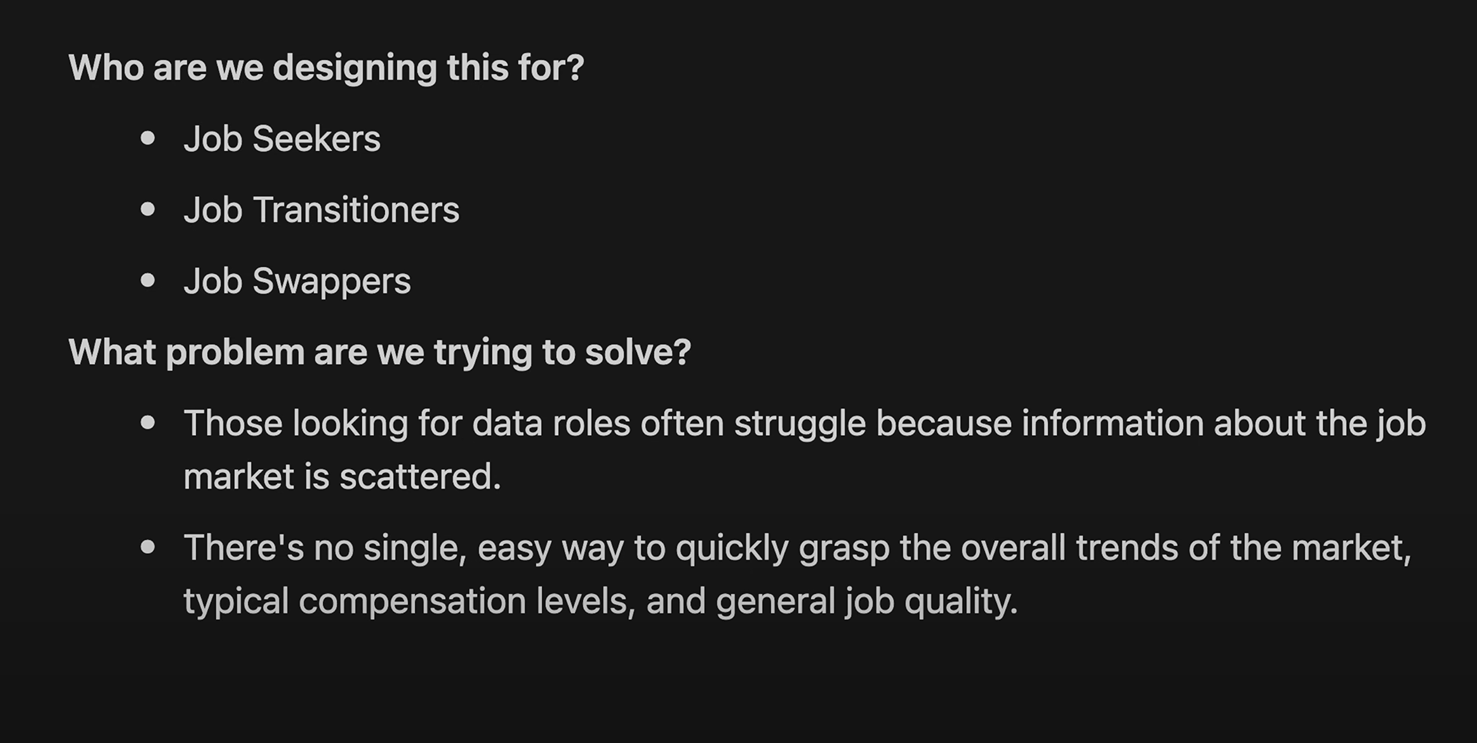 Who are we designing this for?
• Job Seekers
• Job Transitioners
• Job Swappers
What problem are we trying to solve?
• Those looking for data roles often struggle because information about the job
market is scattered.
• There's no single, easy way to quickly grasp the overall trends of the market,
typical compensation levels, and general job quality.